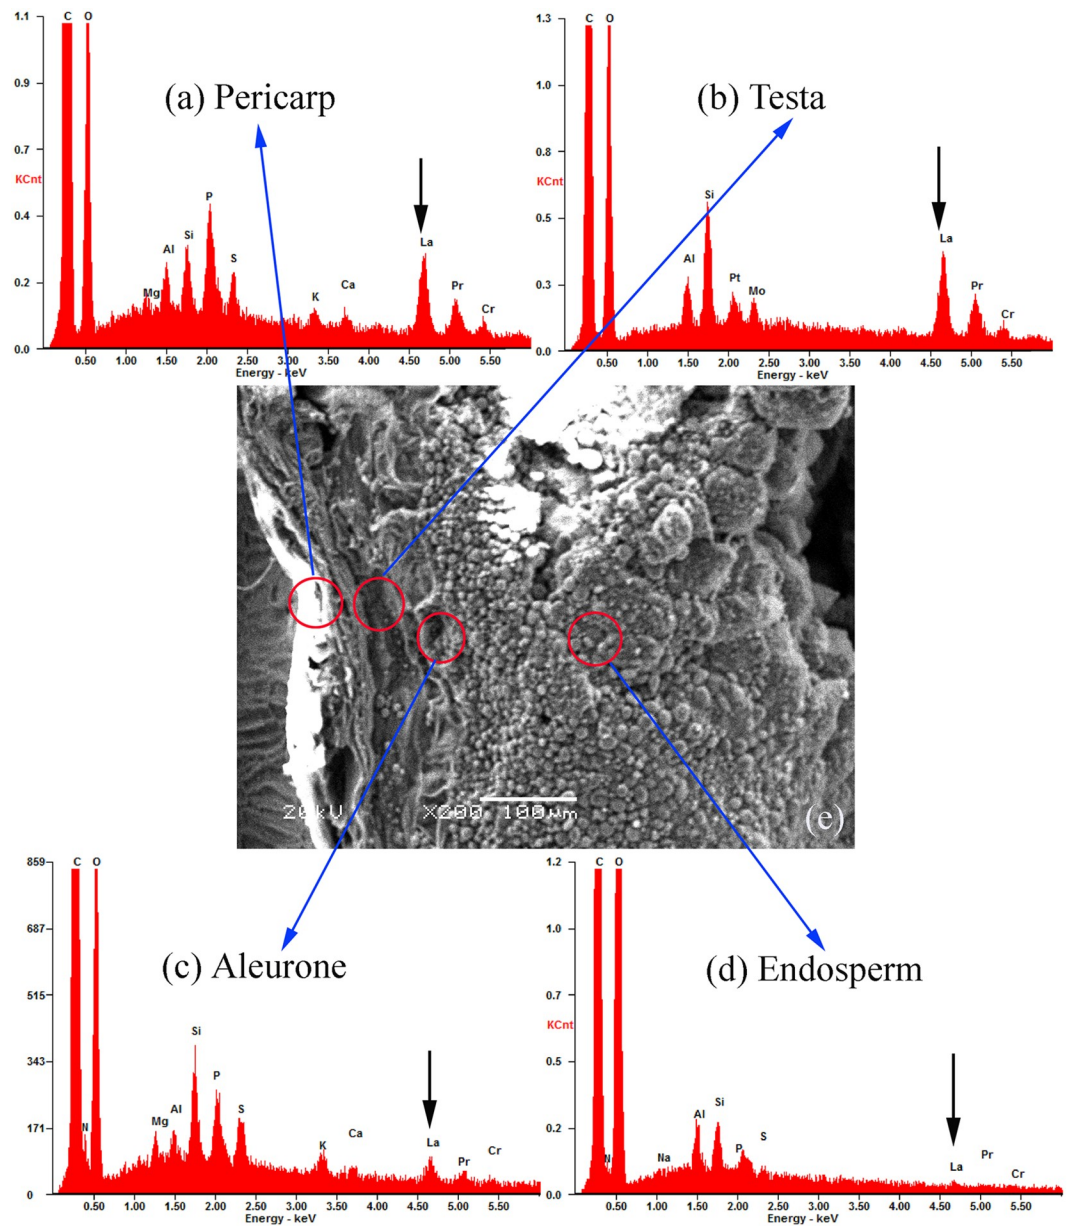 1.1
C
O
0.9
(a) Pericarp
0.7
KCnt
P
0.4
Si
La
Al
S
0.2
Mg
K
Ca
Pr
Cr
0.0
0.50 1.00 1.50 2.00 2.50 3.00 3.50 4.00 4.50 5.00 5.50
Energy - keV
1.3
C
O
1.0
(b) Testa
0.8
KCnt
Si
0.5
La
Al
0.3
Pt
Mo
Pr
Cr
0.0
0.50 1.00 1.50 2.00 2.50 3.00 3.50 4.00 4.50 5.00 5.50
Energy - keV
20kV X200 100μm
(e)
859
C
O
687
(c) Aleurone
515
Si
343
P
Al
S
Mg
171
N
K
Ca
La
Pr
Cr
0
0.50 1.00 1.50 2.00 2.50 3.00 3.50 4.00 4.50 5.00 5.50
Energy - keV
1.2
C
O
1.0
(d) Endosperm
0.7
KCnt
0.5
Si
Al
0.2
N
Na
P
S
La
Pr
Cr
0.0
0.50 1.00 1.50 2.00 2.50 3.00 3.50 4.00 4.50 5.00 5.50
Energy - keV